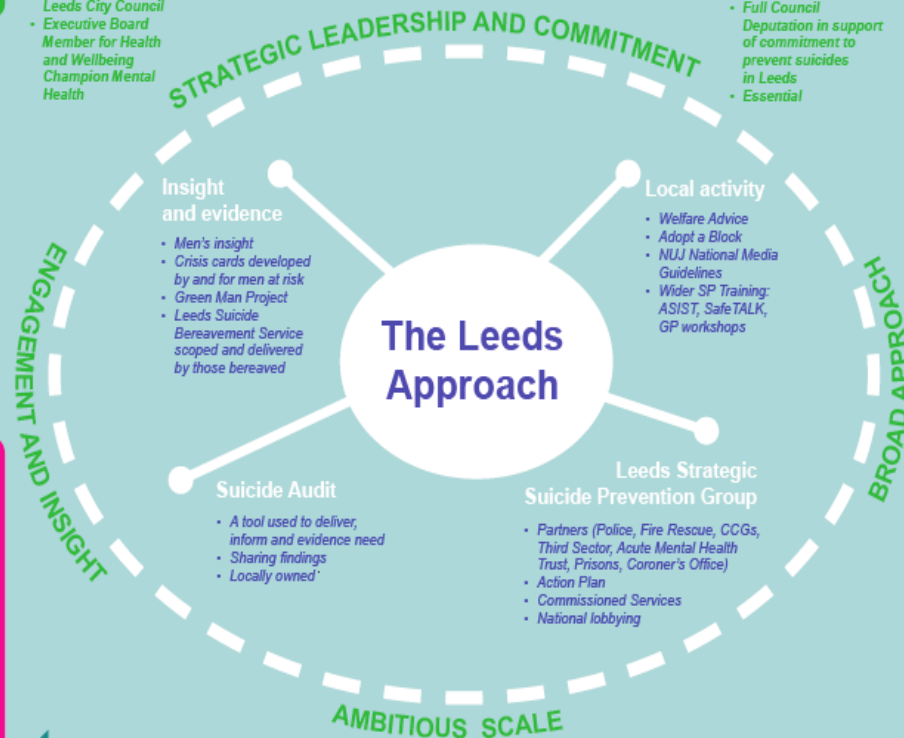 Leeds City Council
• Executive Board
Member for Health
and Wellbeing
Champion Mental
Health
• Full Council
Deputation in support
of commitment to
prevent suicides
in Leeds
• Essential
STRATEGIC LEADERSHIP AND COMMITMENT
Insight
and evidence
• Men's insight
• Crisis cards developed
by and for men at risk
• Green Man Project
• Leeds Suicide
Bereavement Service
scoped and delivered
by those bereaved
Local activity
• Welfare Advice
• Adopt a Block
• NUJ National Media
Guidelines
• Wider SP Training:
ASIST, SafeTALK,
GP workshops
ENGAGEMENT AND INSIGHT
The Leeds
Approach
BROAD APPROACH
Suicide Audit
• A tool used to deliver,
inform and evidence need
• Sharing findings
• Locally owned
Leeds Strategic
Suicide Prevention Group
• Partners (Police, Fire Rescue, CCGs,
Third Sector, Acute Mental Health
Trust, Prisons, Coroner's Office)
• Action Plan
• Commissioned Services
• National lobbying
AMBITIOUS SCALE